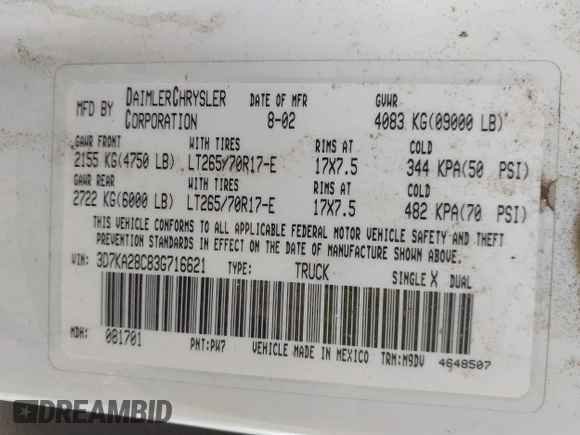 MFD BY DAIMLERCHRYSLER CORPORATION DATE OF MFR 8-02 GVWR 4083 KG(09000 LB)
GAWR FRONT WITH TIRES RIMS AT COLD
2155 KG(4750 LB) LT265/70R17-E 17X7.5 344 KPA(50 PSI)
GAWR REAR WITH TIRES RIMS AT COLD
2722 KG(6000 LB) LT265/70R17-E 17X7.5 482 KPA(70 PSI)
THIS VEHICLE CONFORMS TO ALL APPLICABLE FEDERAL MOTOR VEHICLE SAFETY AND THEFT
PREVENTION STANDARDS IN EFFECT ON THE DATE OF MANUFACTURE SHOWN ABOVE.
VIN: 3D7KA28C83G716621 TYPE: TRUCK SINGLE X DUAL
MDH: 081701 PNT:PW7 VEHICLE MADE IN MEXICO TRM:M9DV 4648507
DREAMBID